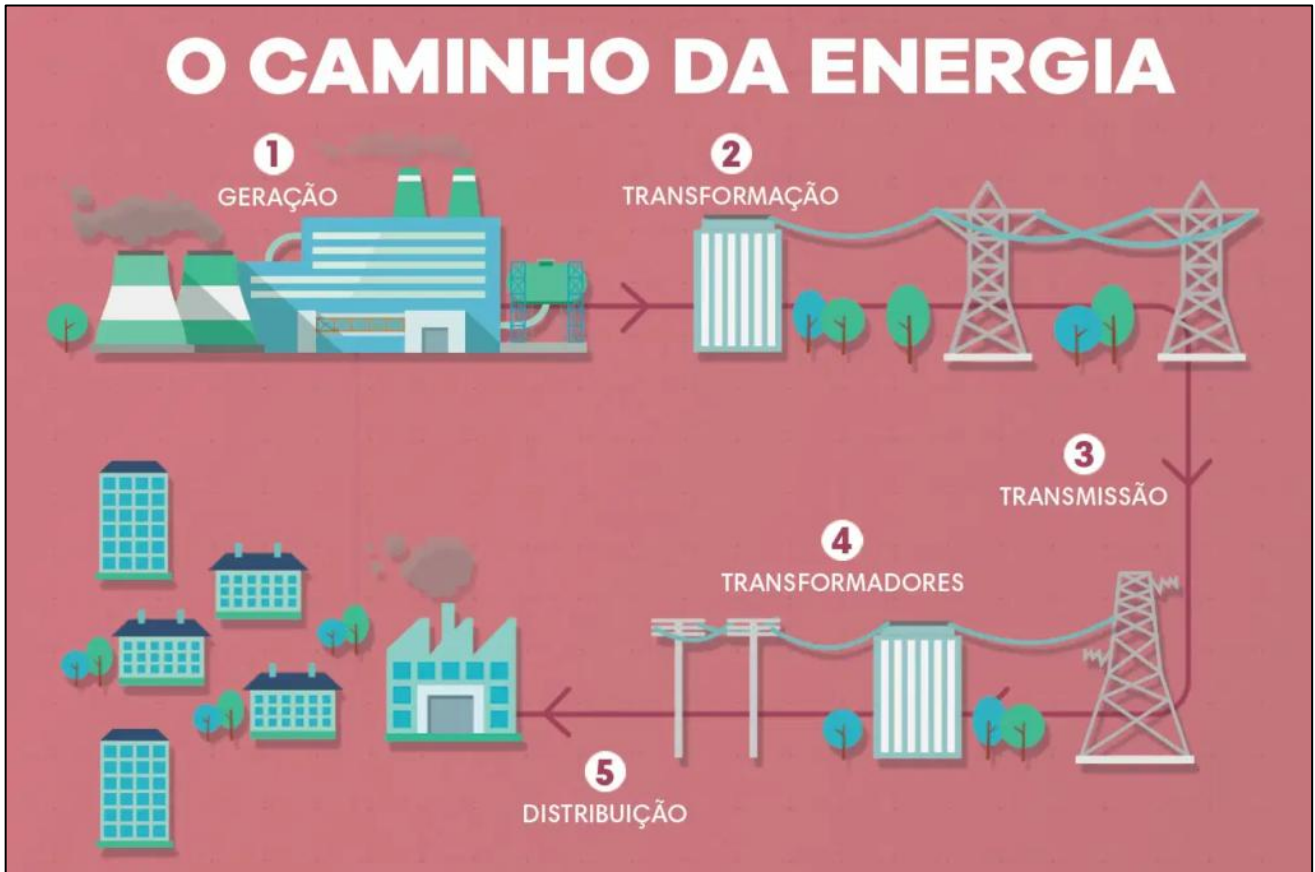 O CAMINHO DA ENERGIA
1
GERAÇÃO
2
TRANSFORMAÇÃO
3
TRANSMISSÃO
4
TRANSFORMADORES
5
DISTRIBUIÇÃO